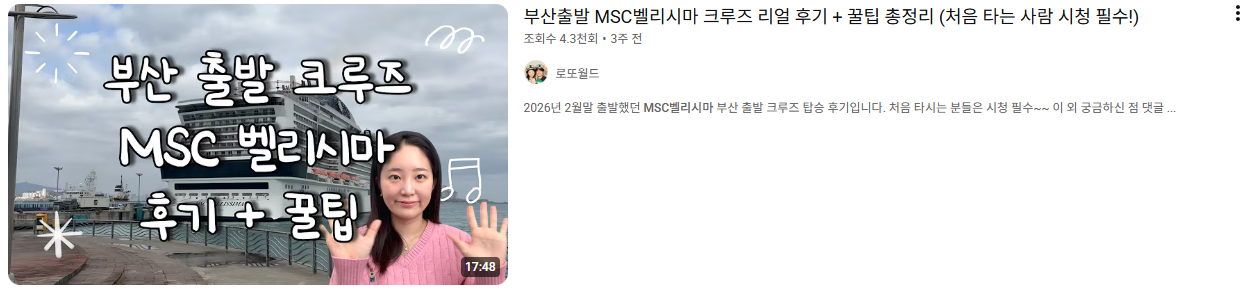 부산 출발 크루즈
MSC 벨리시마
후기 + 꿀팁
17:48
부산출발 MSC벨리시마 크루즈 리얼 후기 + 꿀팁 총정리 (처음 타는 사람 시청 필수!)
조회수 4.3천회 • 3주 전
로또월드
2026년 2월말 출발했던 MSC벨리시마 부산 출발 크루즈 탑승 후기입니다. 처음 타시는 분들은 시청 필수~~ 이 외 궁금하신 점 댓글 ...